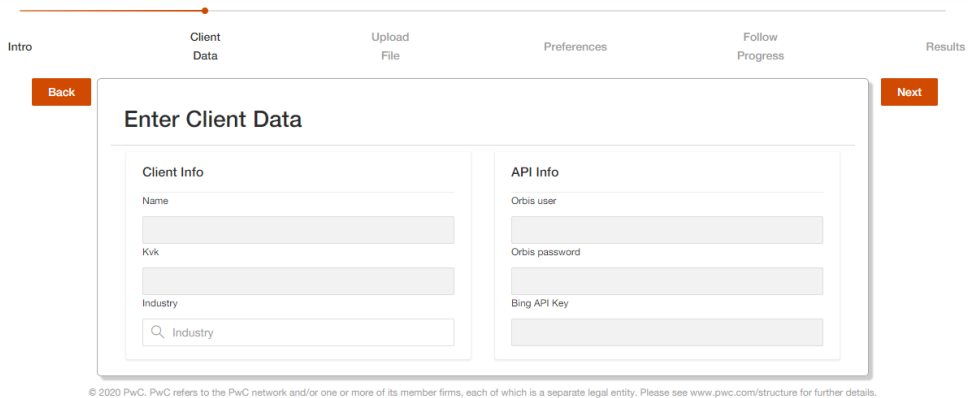 Intro
Client
Data
Upload
File
Preferences
Follow
Progress
Results
Back
Next
Enter Client Data
Client Info
Name
Kvk
Industry
Industry
API Info
Orbis user
Orbis password
Bing API Key
© 2020 PwC. PwC refers to the PwC network and/or one or more of its member firms, each of which is a separate legal entity. Please see www.pwc.com/structure for further details.